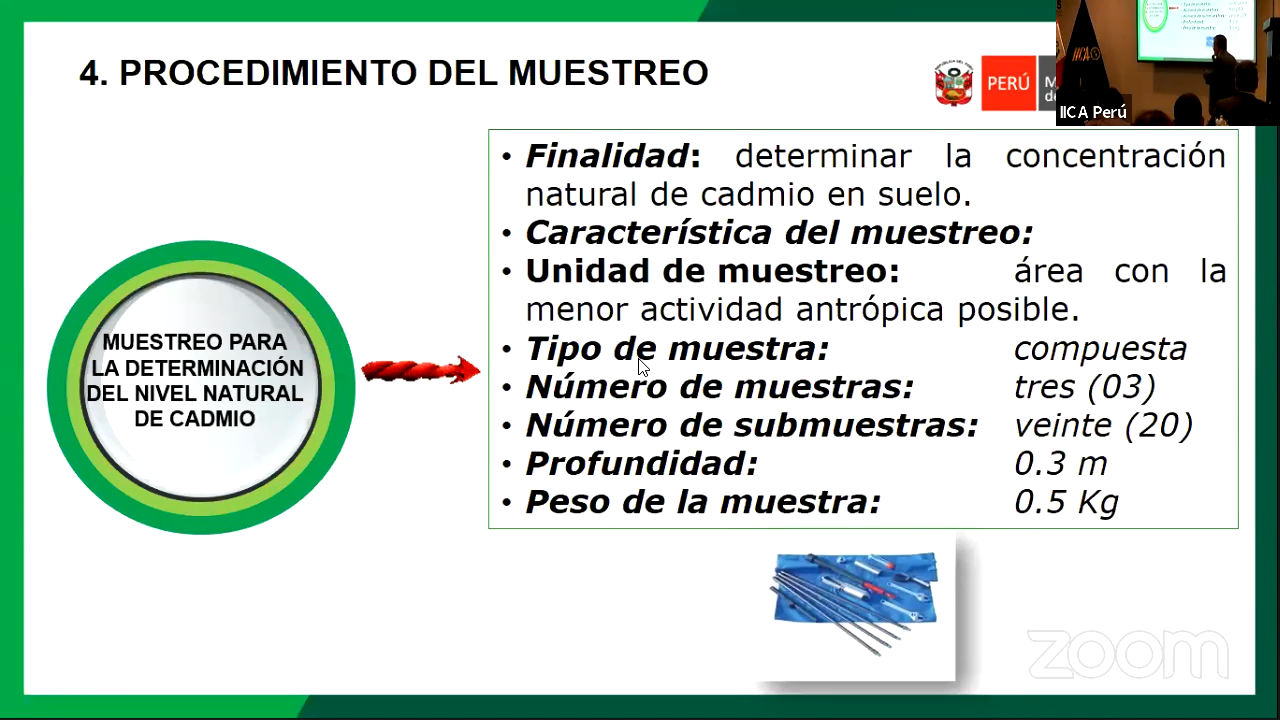 4. PROCEDIMIENTO DEL MUESTREO
PERÚ
IICA
IICA Perú
• Finalidad: determinar la concentración
natural de cadmio en suelo.
• Característica del muestreo:
• Unidad de muestreo: área con la
menor actividad antrópica posible.
• Tipo de muestra: compuesta
• Número de muestras: tres (03)
• Número de submuestras: veinte (20)
• Profundidad: 0.3 m
• Peso de la muestra: 0.5 Kg
MUESTREO PARA
LA DETERMINACIÓN
DEL NIVEL NATURAL
DE CADMIO
zoom